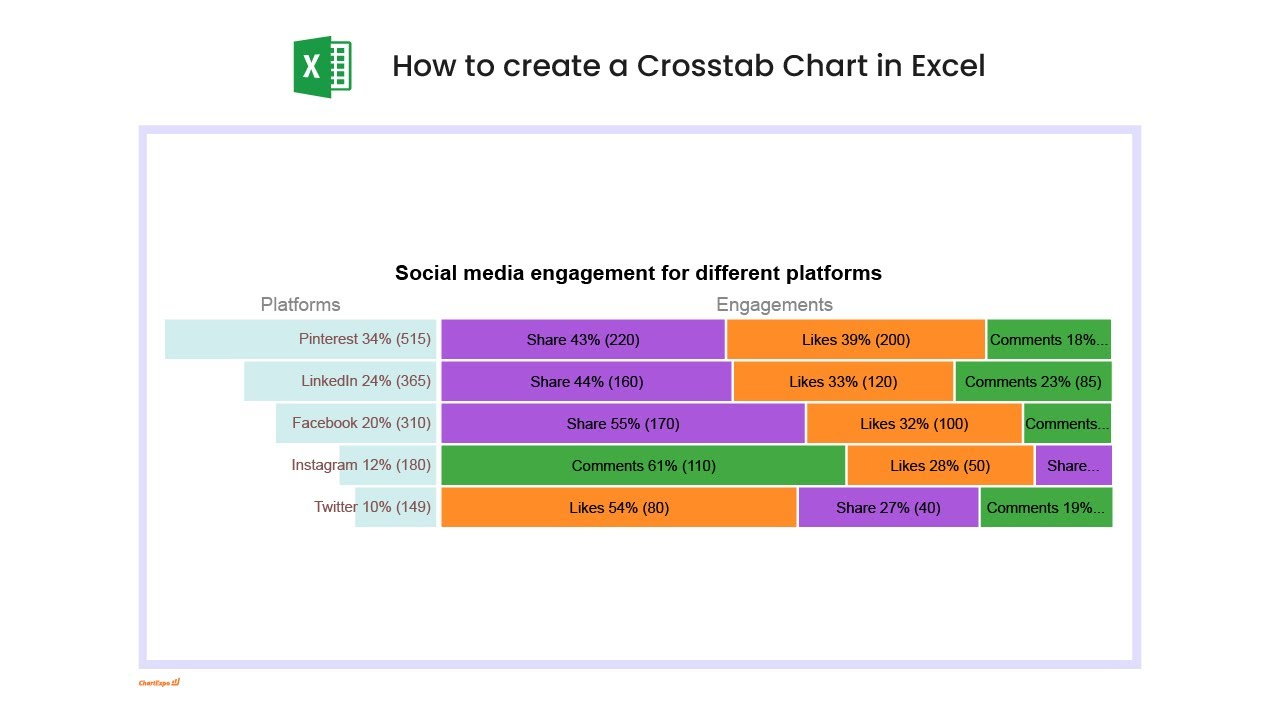 X
How to create a Crosstab Chart in Excel
Social media engagement for different platforms
Platforms Engagements
Pinterest 34% (515) Share 43% (220) Likes 39% (200) Comments 18%...
LinkedIn 24% (365) Share 44% (160) Likes 33% (120) Comments 23% (85)
Facebook 20% (310) Share 55% (170) Likes 32% (100) Comments...
Instagram 12% (180) Comments 61% (110) Likes 28% (50) Share...
Twitter 10% (149) Likes 54% (80) Share 27% (40) Comments 19%...
ChartExpo